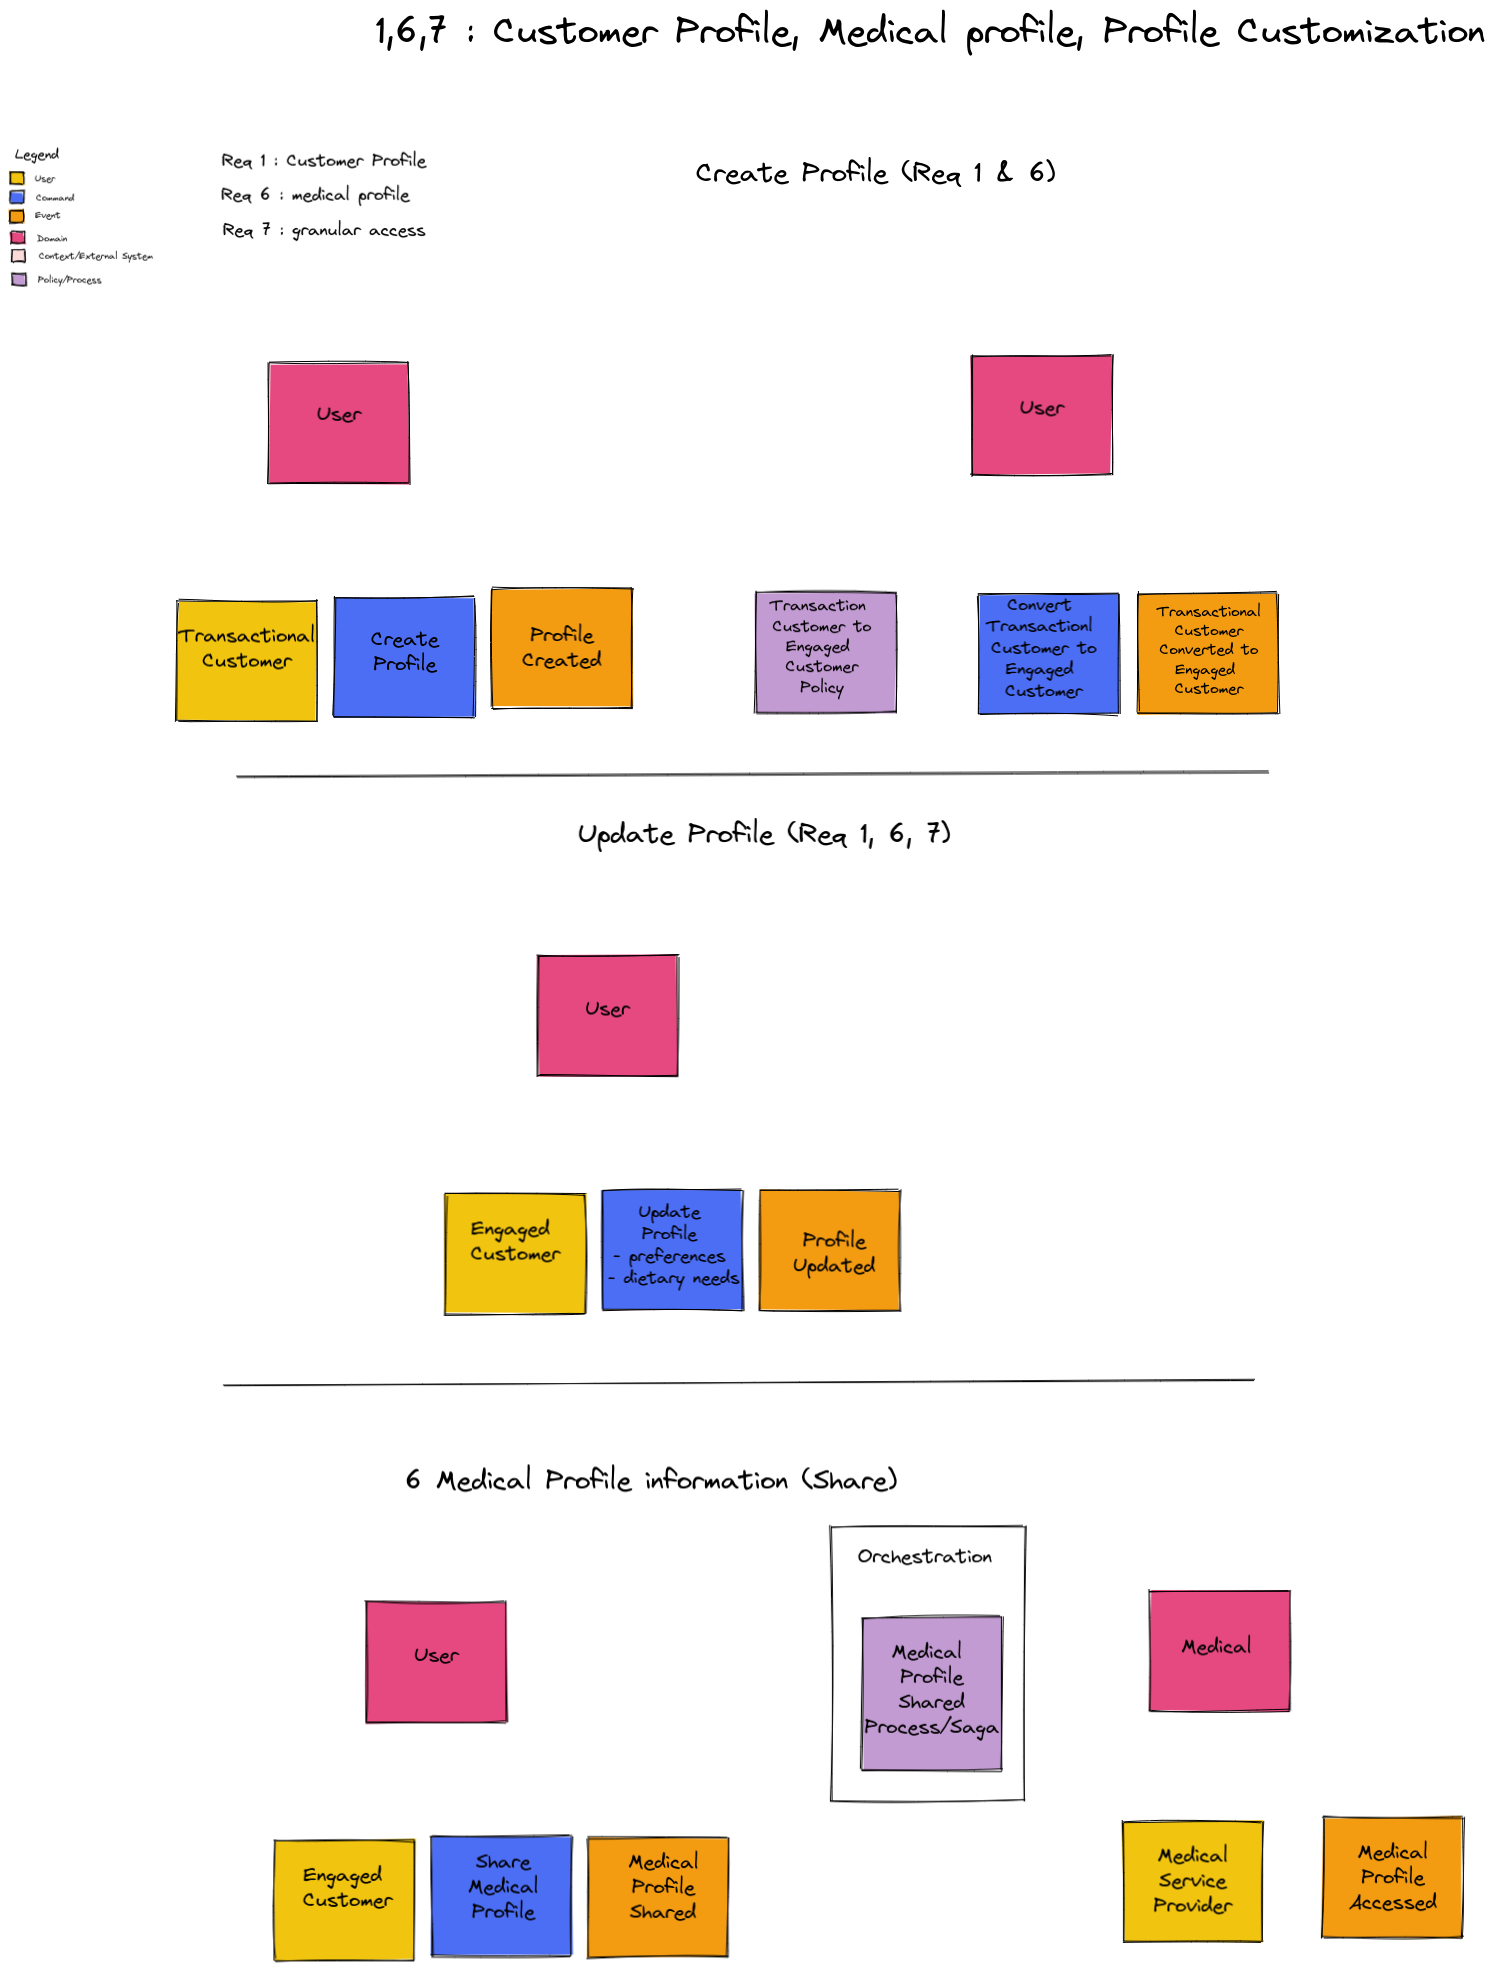 1,6,7 : Customer Profile, Medical profile, Profile Customization
Legend
User
Command
Event
Domain
Context/External System
Policy/Process
Req 1 : Customer Profile
Req 6 : medical profile
Req 7 : granular access
Create Profile (Req 1 & 6)
User
User
Transactional
Customer
Create
Profile
Profile
Created
Transaction
Customer to
Engaged
Customer
Policy
Convert
Transactionl
Customer to
Engaged
Customer
Transactional
Customer
Converted to
Engaged
Customer
Update Profile (Req 1, 6, 7)
User
Engaged
Customer
Update
Profile
- preferences
- dietary needs
Profile
Updated
6 Medical Profile information (Share)
User
Orchestration
Medical
Profile
Shared
Process/Saga
Medical
Engaged
Customer
Share
Medical
Profile
Medical
Profile
Shared
Medical
Service
Provider
Medical
Profile
Accessed